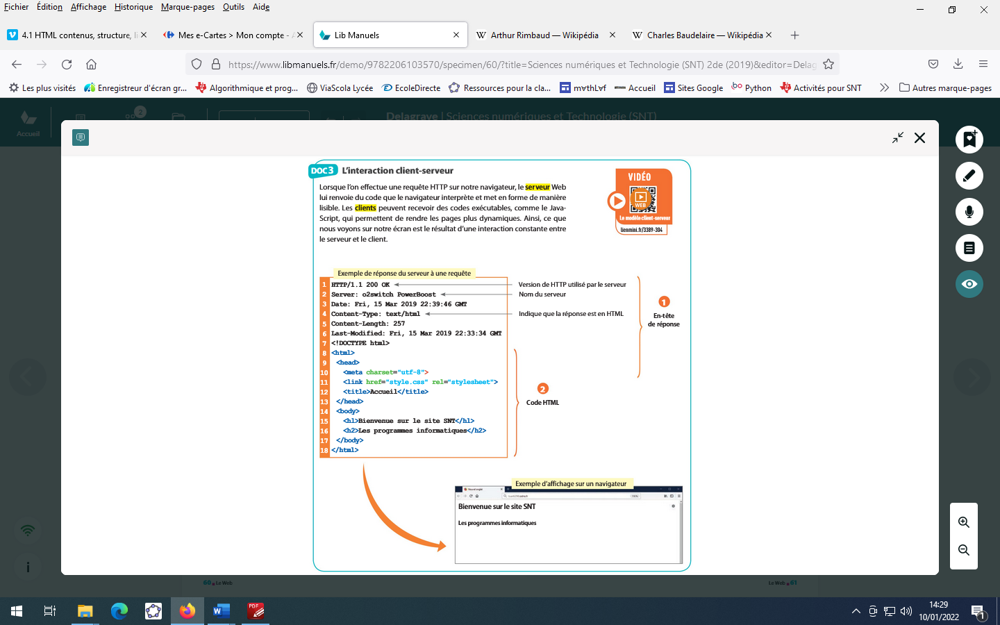 Fichier Édition Affichage Historique Marque-pages Outils Aide
4.1 HTML contenus, structure, li
Mes e-Cartes > Mon compte - A
Lib Manuels
Arthur Rimbaud — Wikipédia
Charles Baudelaire — Wikipédia
https://www.libmanuels.fr/demo/9782206103570/specimen/60/?title=Sciences numériques et Technologie (SNT) 2de (2019)&editor=Delag
Les plus visités Enregistreur d'écran gr... Algorithmique et prog... ViaScola Lycée EcoleDirecte Ressources pour la cla... m∀thL∀f Accueil Sites Google Python Activités pour SNT Autres marque-pages
2
Delagrave | Sciences numériques et Technologie (SNT)
Accueil
DOC 3 L'interaction client-serveur
Lorsque l'on effectue une requête HTTP sur notre navigateur, le serveur Web
lui renvoie du code que le navigateur interprète et met en forme de manière
lisible. Les clients peuvent recevoir des codes exécutables, comme le Java-
Script, qui permettent de rendre les pages plus dynamiques. Ainsi, ce que
nous voyons sur notre écran est le résultat d'une interaction constante entre
le serveur et le client.
VIDÉO
WEB
Le modèle client-serveur
lienmini.fr/3389-304
Exemple de réponse du serveur à une requête
1 HTTP/1.1 200 OK
2 Server: o2switch PowerBoost
3 Date: Fri, 15 Mar 2019 22:39:46 GMT
4 Content-Type: text/html
5 Content-Length: 257
6 Last-Modified: Fri, 15 Mar 2019 22:33:34 GMT
7 <!DOCTYPE html>
8 <html>
9 <head>
10 <meta charset="utf-8">
11 <link href="style.css" rel="stylesheet">
12 <title>Accueil</title>
13 </head>
14 <body>
15 <h1>Bienvenue sur le site SNT</h1>
16 <h2>Les programmes informatiques</h2>
17 </body>
18 </html>
Version de HTTP utilisé par le serveur
Nom du serveur
Indique que la réponse est en HTML
1
En-tête
de réponse
2
Code HTML
Exemple d'affichage sur un navigateur
Bienvenue sur le site SNT
Les programmes informatiques
60 Le Web
Le Web 61
PDF
14:29
10/01/2022
1